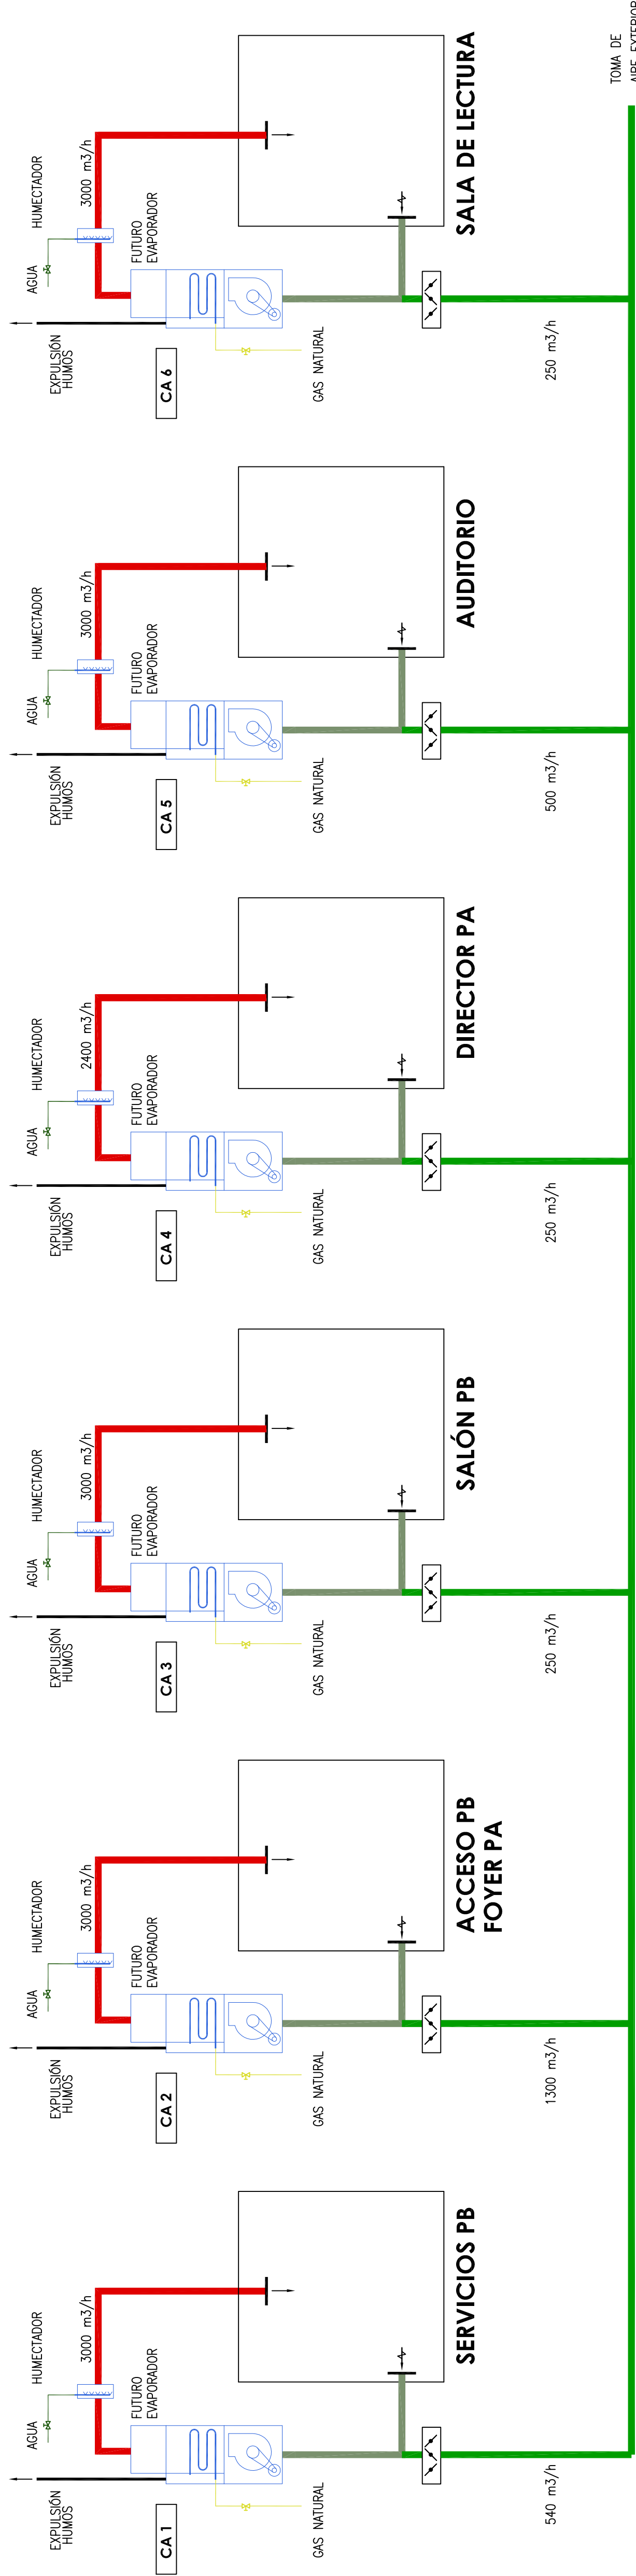 EXPULSIÓN
HUMOS
AGUA
HUMECTADOR
3000 m3/h
FUTURO
EVAPORADOR
CA 1
GAS NATURAL
SERVICIOS PB
540 m3/h
EXPULSIÓN
HUMOS
AGUA
HUMECTADOR
3000 m3/h
FUTURO
EVAPORADOR
CA 2
GAS NATURAL
ACCESO PB
FOYER PA
1300 m3/h
EXPULSIÓN
HUMOS
AGUA
HUMECTADOR
3000 m3/h
FUTURO
EVAPORADOR
CA 3
GAS NATURAL
SALÓN PB
250 m3/h
EXPULSIÓN
HUMOS
AGUA
HUMECTADOR
2400 m3/h
FUTURO
EVAPORADOR
CA 4
GAS NATURAL
DIRECTOR PA
250 m3/h
EXPULSIÓN
HUMOS
AGUA
HUMECTADOR
3000 m3/h
FUTURO
EVAPORADOR
CA 5
GAS NATURAL
AUDITORIO
500 m3/h
EXPULSIÓN
HUMOS
AGUA
HUMECTADOR
3000 m3/h
FUTURO
EVAPORADOR
CA 6
GAS NATURAL
SALA DE LECTURA
250 m3/h
TOMA DE
AIRE EXTERIOR